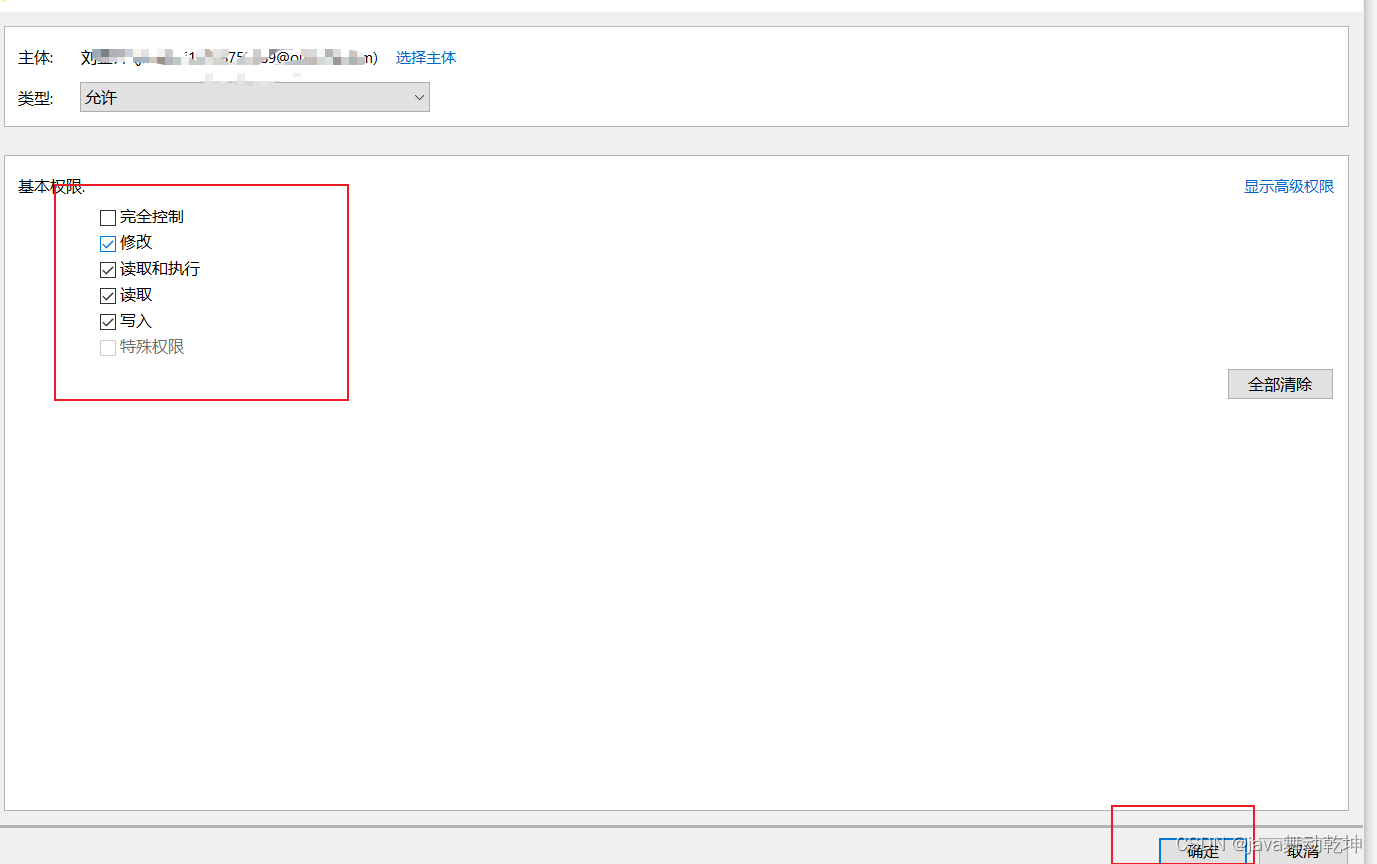 主体: 刘 9@ m) 选择主体
类型: 允许
基本权限: 显示高级权限
完全控制
修改
读取和执行
读取
写入
特殊权限
全部清除
确定 取消
CSDN @java舞动乾坤